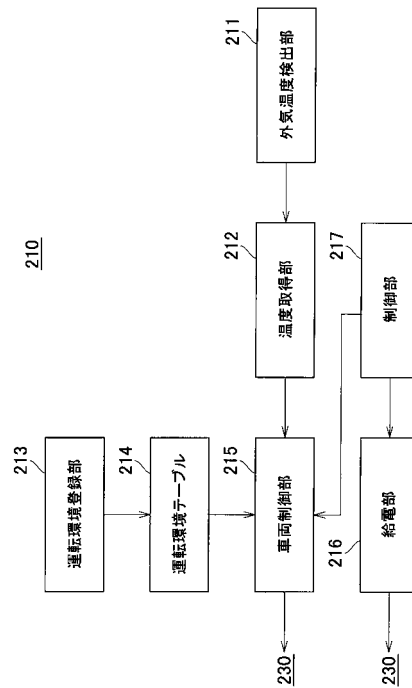 210
213
運転環境登録部
214
運転環境テーブル
215
車両制御部
212
温度取得部
211
外気温度検出部
230
216
給電部
217
制御部
230